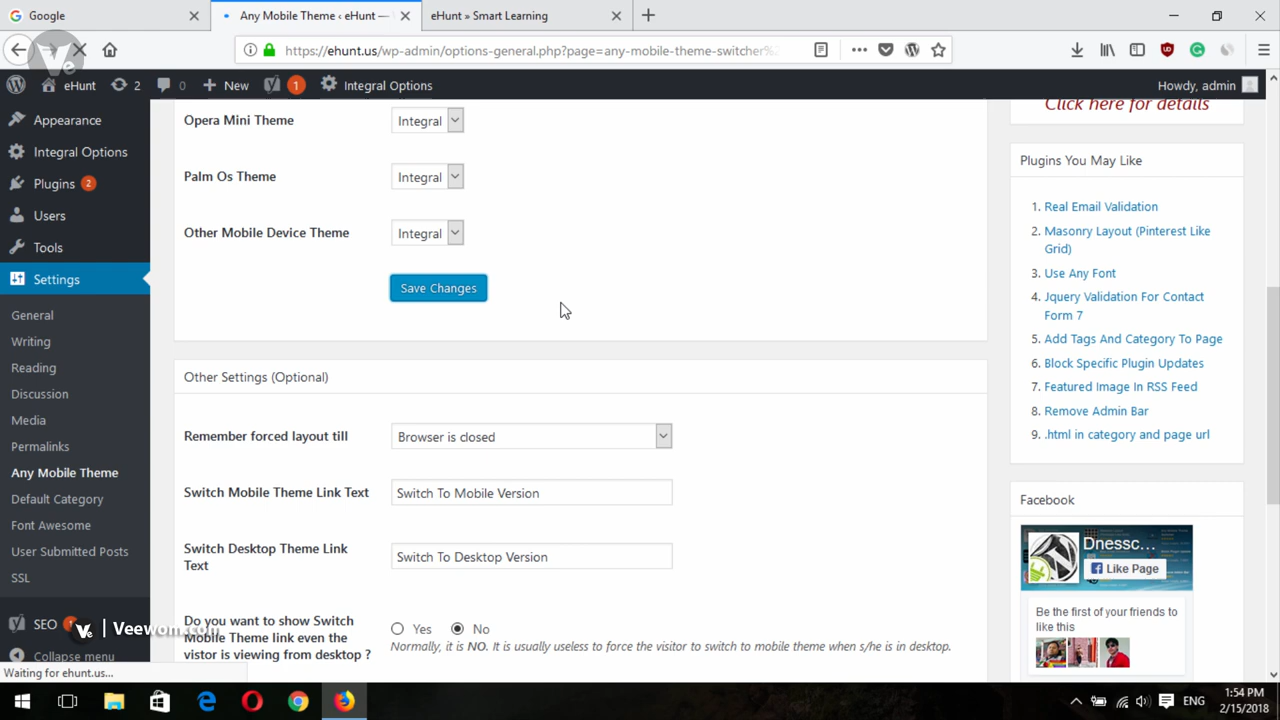 Google
Any Mobile Theme ‹ eHunt —
eHunt » Smart Learning
https://ehunt.us/wp-admin/options-general.php?page=any-mobile-theme-switcher%
eHunt
2
0
New
1
Integral Options
Howdy, admin
Appearance
Integral Options
Plugins 2
Users
Tools
Settings
General
Writing
Reading
Discussion
Media
Permalinks
Any Mobile Theme
Default Category
Font Awesome
User Submitted Posts
SSL
SEO
Collapse menu
Ve
Ve | Veewom.com
Waiting for ehunt.us...
Opera Mini Theme
Integral
Palm Os Theme
Integral
Other Mobile Device Theme
Integral
Save Changes
Other Settings (Optional)
Remember forced layout till
Browser is closed
Switch Mobile Theme Link Text
Switch To Mobile Version
Switch Desktop Theme Link
Text
Switch To Desktop Version
Do you want to show Switch
Mobile Theme link even the
vistor is viewing from desktop ?
Yes
No
Normally, it is NO. It is usually useless to force the visitor to switch to mobile theme when s/he is in desktop.
Click here for details
Plugins You May Like
1. Real Email Validation
2. Masonry Layout (Pinterest Like
Grid)
3. Use Any Font
4. Jquery Validation For Contact
Form 7
5. Add Tags And Category To Page
6. Block Specific Plugin Updates
7. Featured Image In RSS Feed
8. Remove Admin Bar
9. .html in category and page url
Facebook
Dnessc...
Like Page
Be the first of your friends to
like this
ENG
1:54 PM
2/15/2018